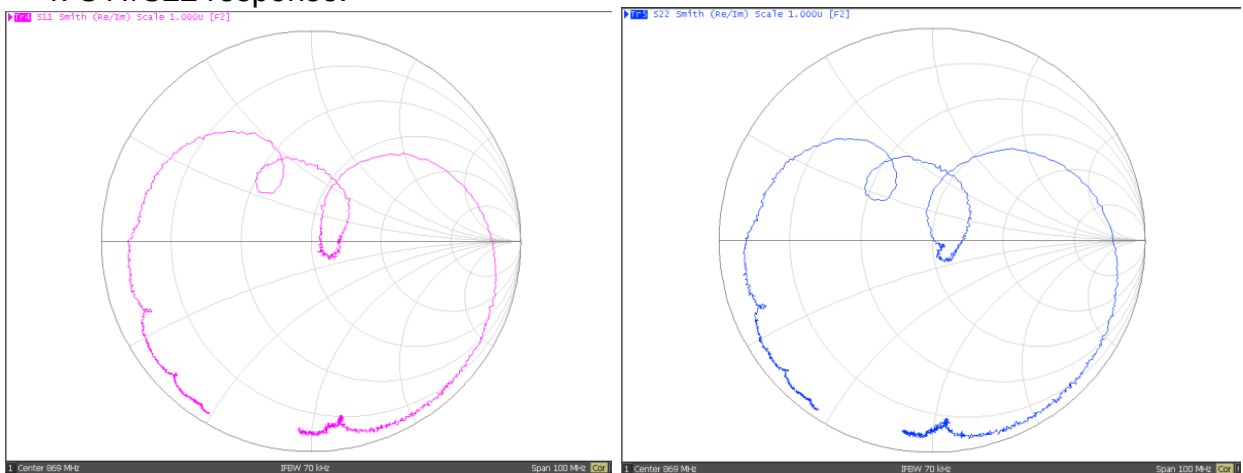 Tr4 S11 Smith (Re/Im) Scale 1.000U [F2]
Tr3 S22 Smith (Re/Im) Scale 1.000U [F2]
1 Center 869 MHz IFBW 70 kHz Span 100 MHz Cor
1 Center 869 MHz IFBW 70 kHz Span 100 MHz Cor